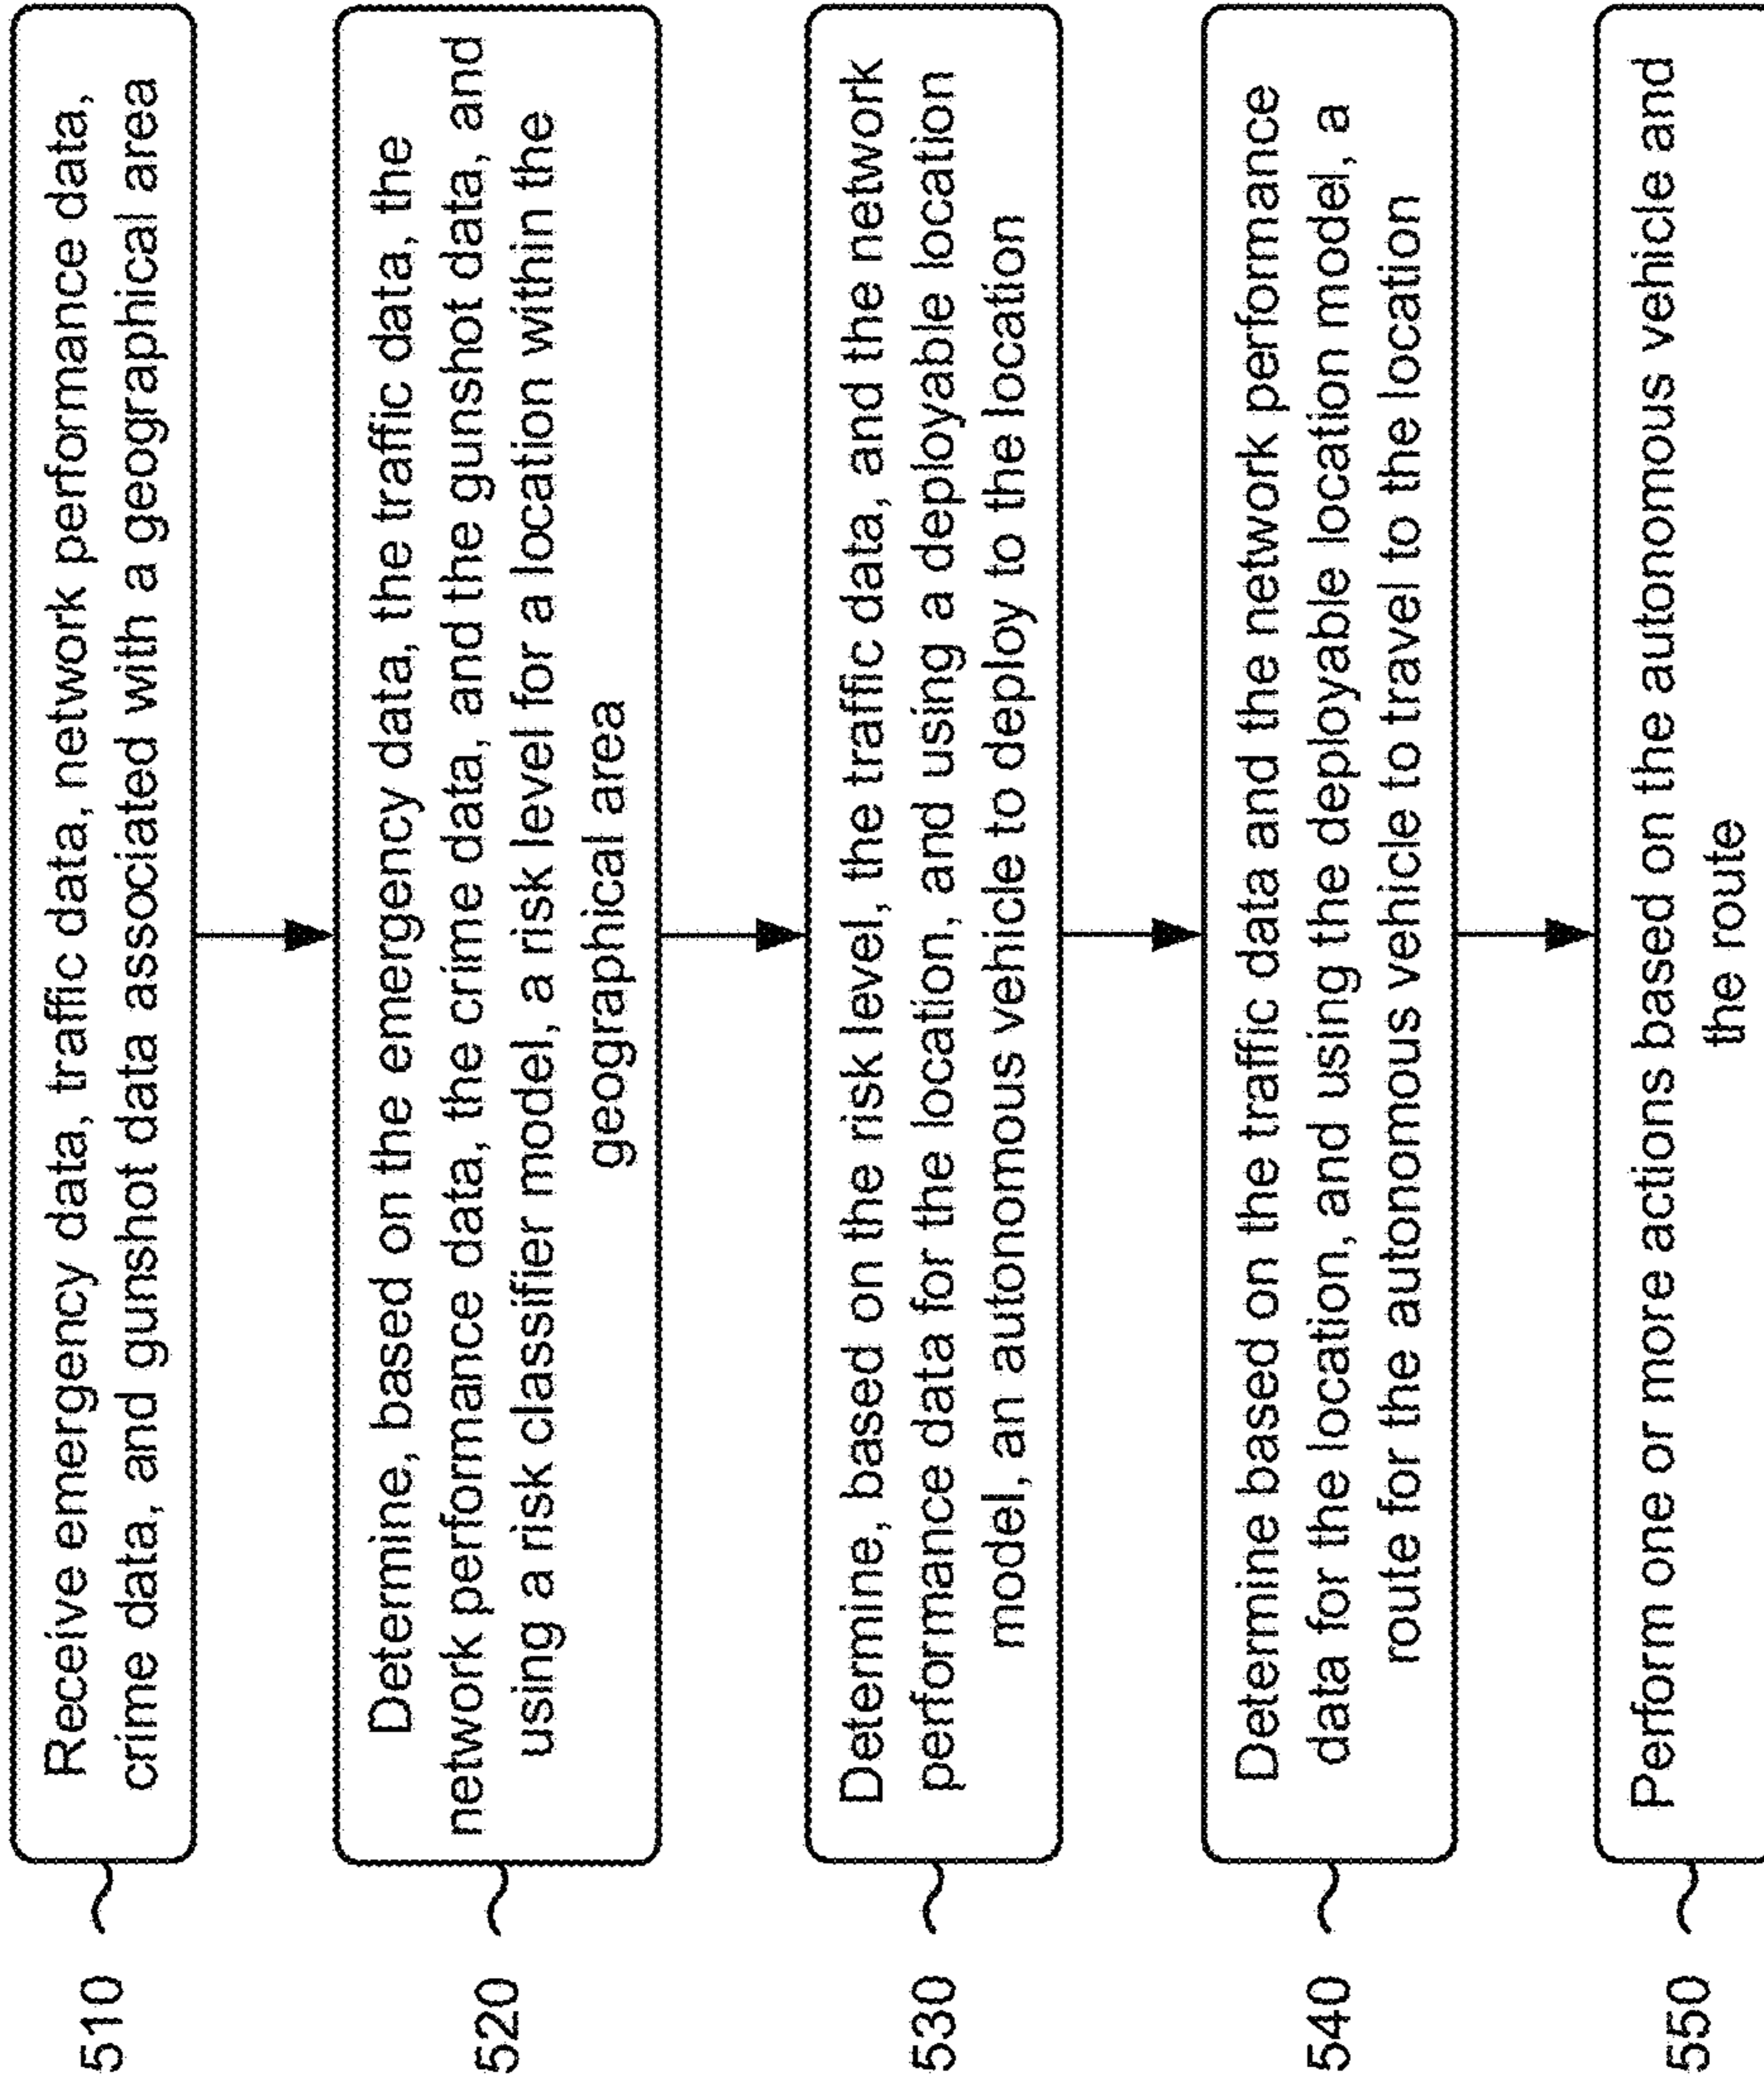 510
Receive emergency data, traffic data, network performance data,
crime data, and gunshot data associated with a geographical area
520
Determine, based on the emergency data, the traffic data, the
network performance data, the crime data, and the gunshot data, and
using a risk classifier model, a risk level for a location within the
geographical area
530
Determine, based on the risk level, the traffic data, and the network
performance data for the location, and using a deployable location
model, an autonomous vehicle to deploy to the location
540
Determine based on the traffic data and the network performance
data for the location, and using the deployable location model, a
route for the autonomous vehicle to travel to the location
550
Perform one or more actions based on the autonomous vehicle and
the route